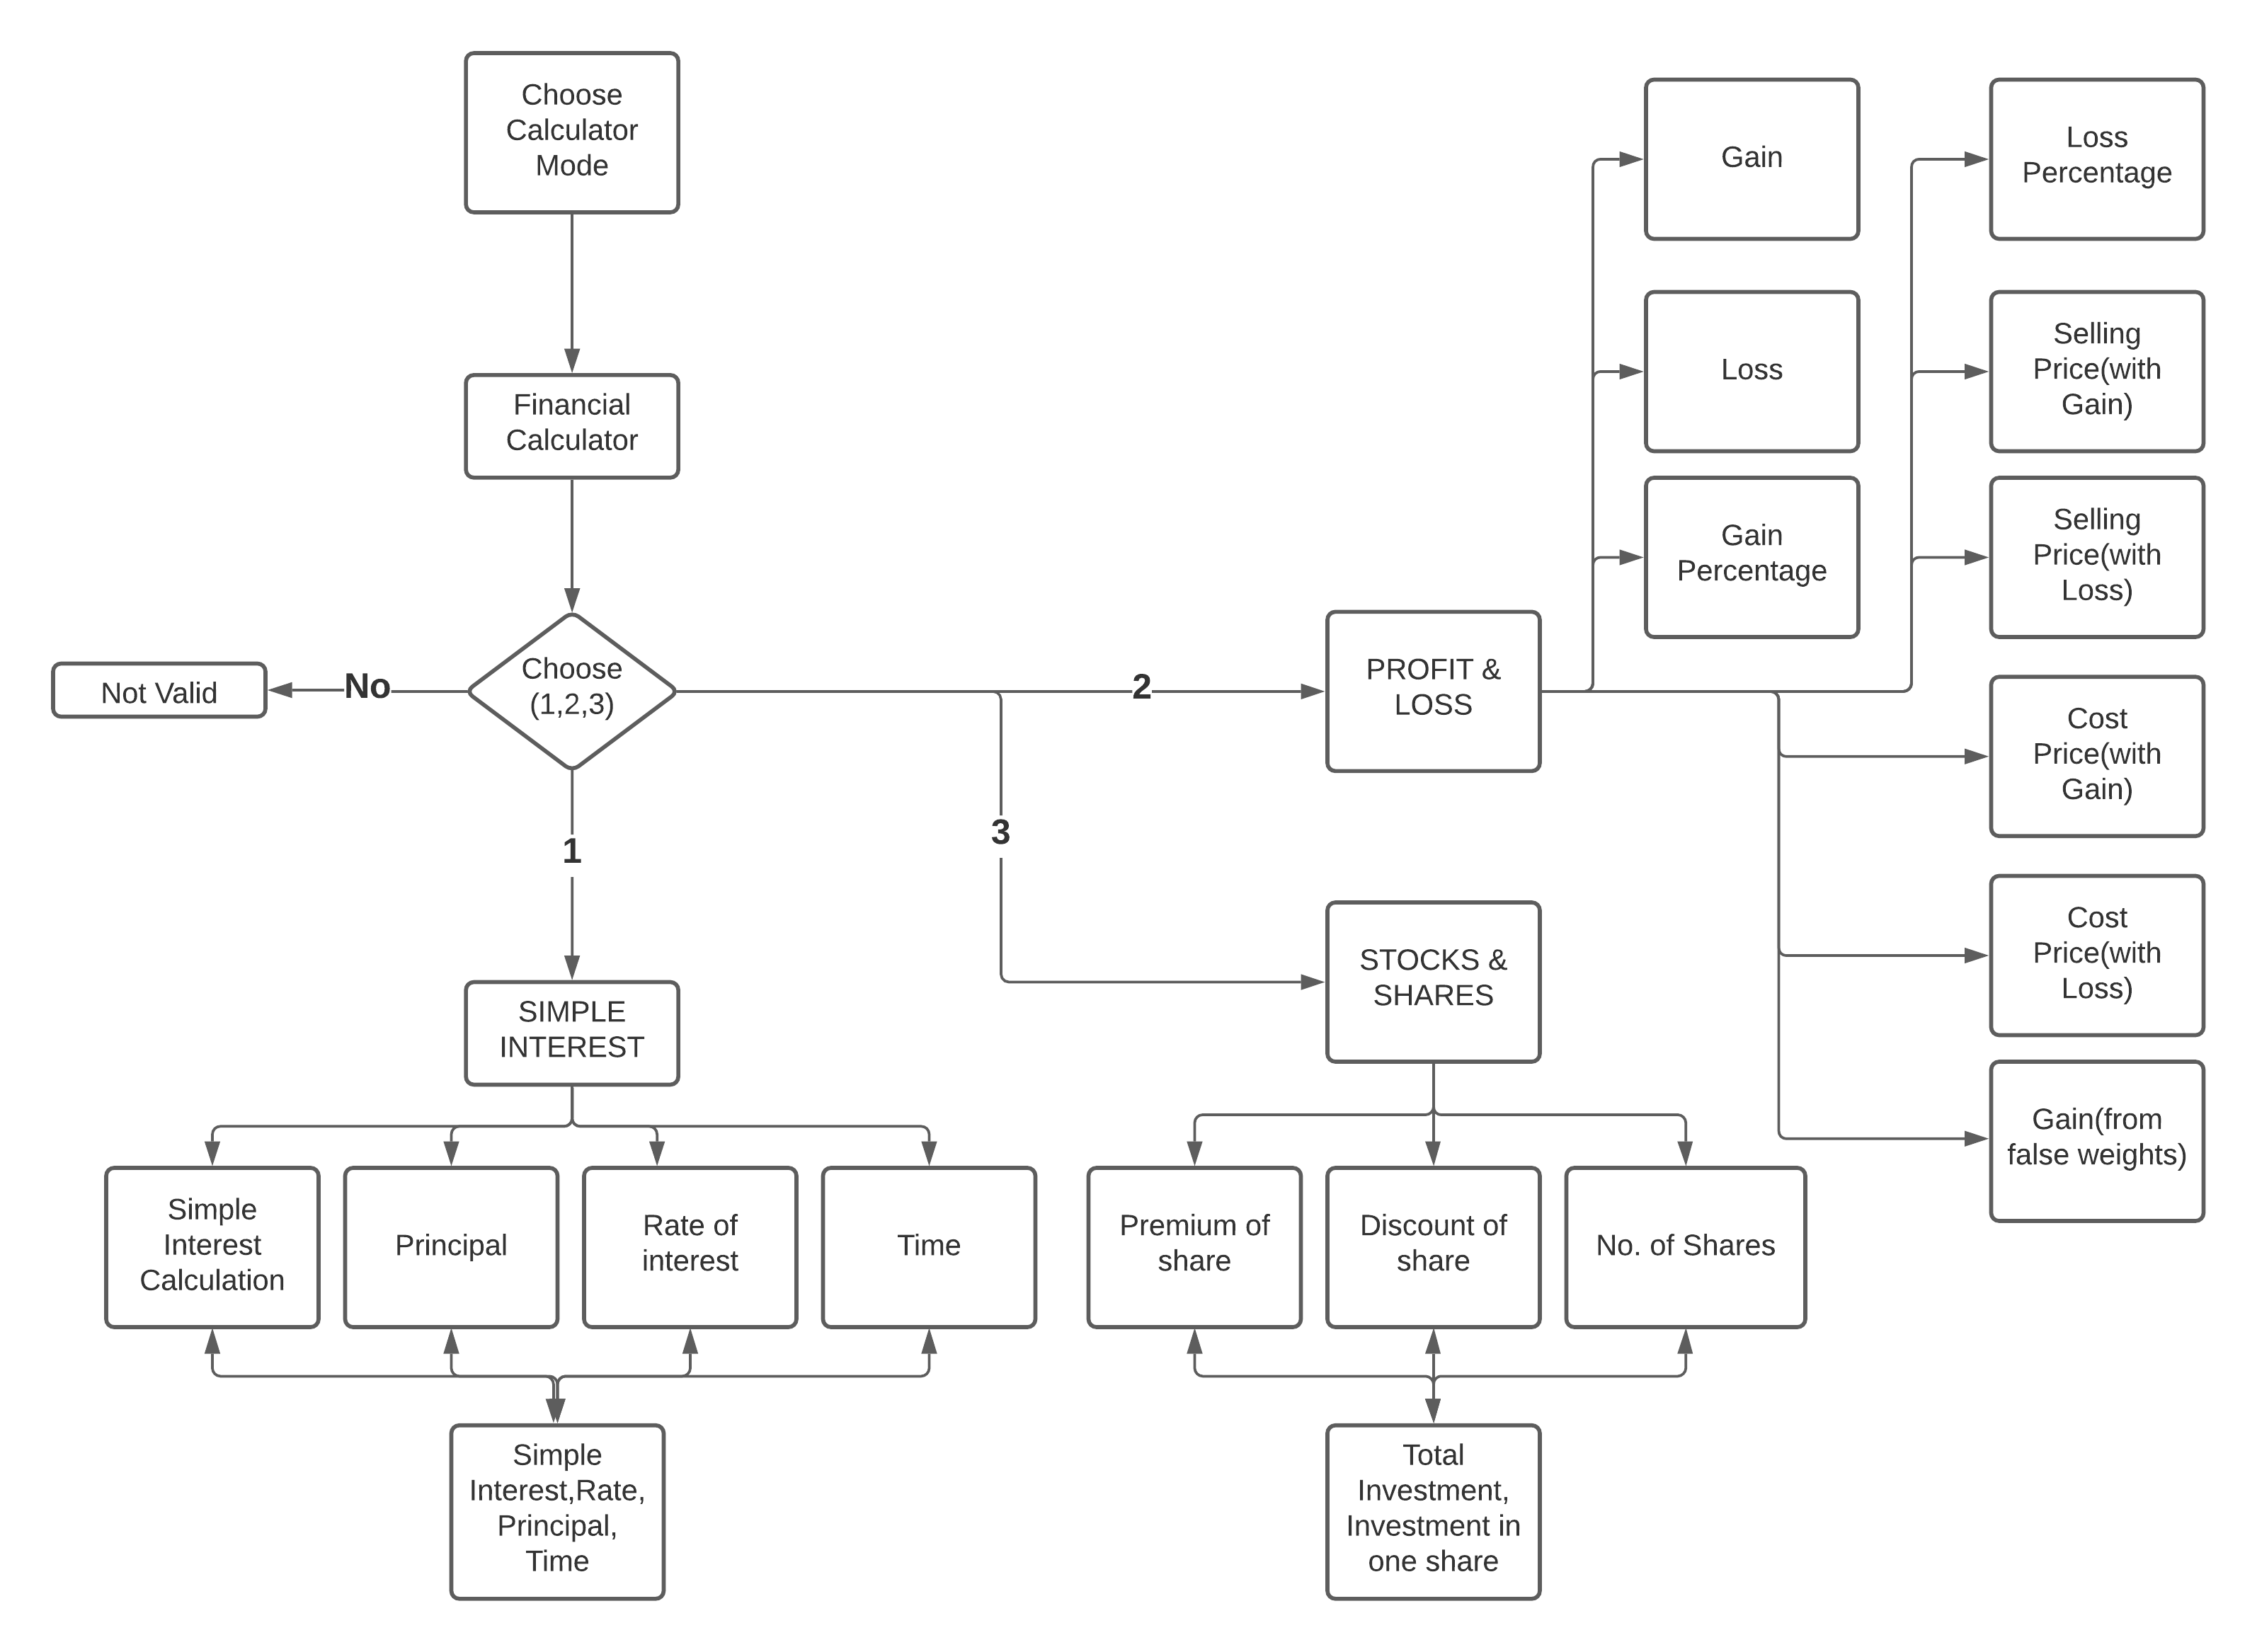 Choose
Calculator
Mode
Financial
Calculator
Choose
(1,2,3)
No
Not Valid
1
2
3
PROFIT &
LOSS
Gain
Loss
Gain
Percentage
Loss
Percentage
Selling
Price(with
Gain)
Selling
Price(with
Loss)
Cost
Price(with
Gain)
Cost
Price(with
Loss)
Gain(from
false weights)
STOCKS &
SHARES
SIMPLE
INTEREST
Simple
Interest
Calculation
Principal
Rate of
interest
Time
Premium of
share
Discount of
share
No. of Shares
Simple
Interest,Rate,
Principal,
Time
Total
Investment,
Investment in
one share